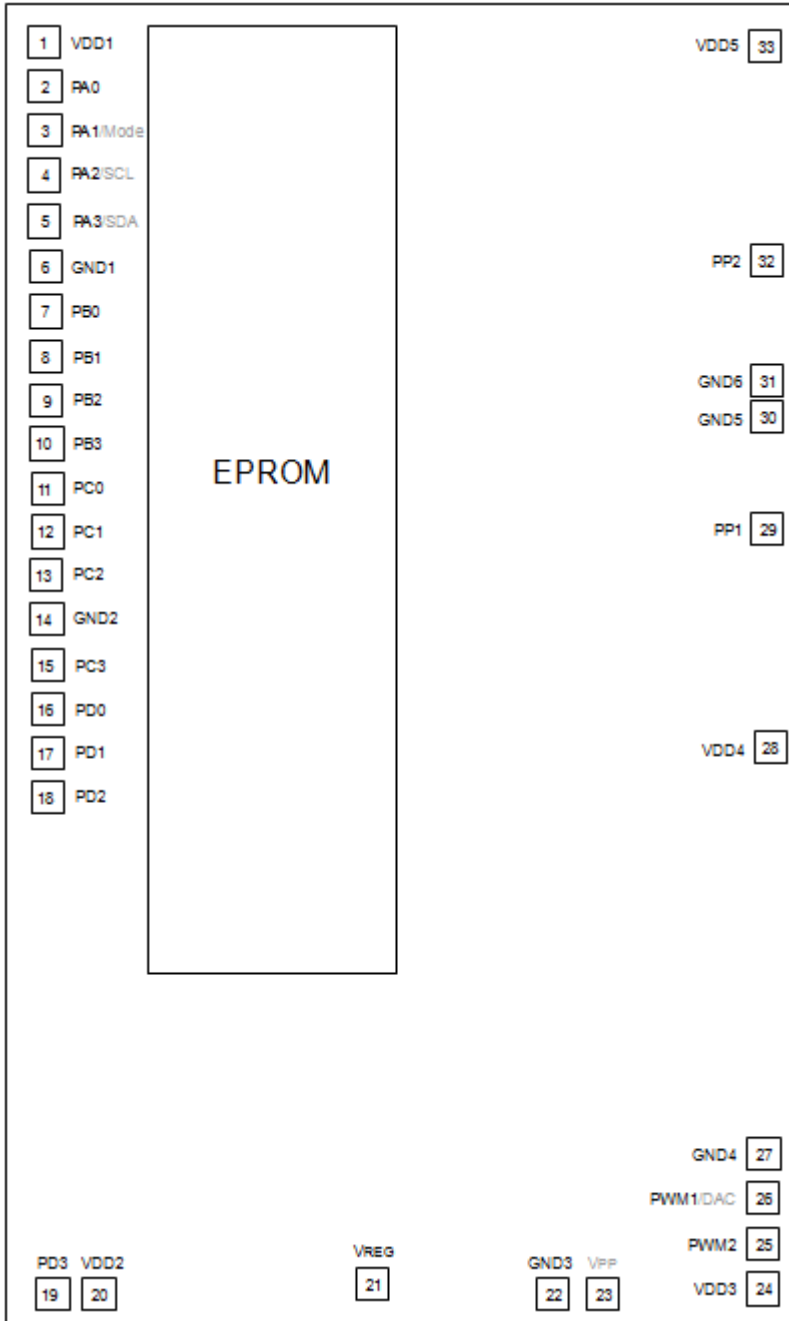 1 VDD1
VDD5 33
2 PA0
3 PA1/Mode
4 PA2/SCL
5 PA3/SDA
6 GND1
PP2 32
7 PB0
8 PB1
GND6 31
9 PB2
GND5 30
10 PB3
EPROM
11 PC0
12 PC1
PP1 29
13 PC2
14 GND2
15 PC3
16 PD0
17 PD1
VDD4 28
18 PD2
GND4 27
PWM1/DAC 26
PWM2 25
PD3 VDD2
VREG
GND3 VPP
VDD3 24
19 20
21
22 23